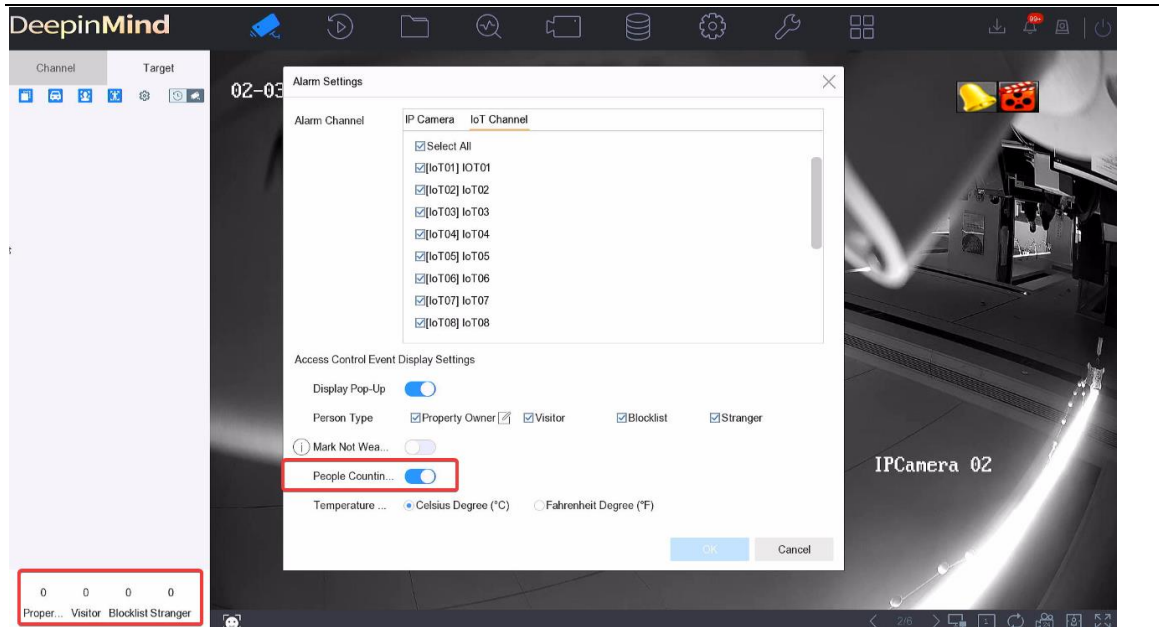 DeepinMind
99+
Channel Target
02-03
Alarm Settings
Alarm Channel
IP Camera IoT Channel
Select All
[IoT01] IOT01
[IoT02] IoT02
[IoT03] IoT03
[IoT04] IoT04
[IoT05] IoT05
[IoT06] IoT06
[IoT07] IoT07
[IoT08] IoT08
Access Control Event Display Settings
Display Pop-Up
Person Type Property Owner Visitor Blocklist Stranger
Mark Not Wea...
People Countin...
Temperature ... Celsius Degree (°C) Fahrenheit Degree (°F)
OK Cancel
IPCamera 02
0 0 0 0
Proper... Visitor Blocklist Stranger
2/6
1